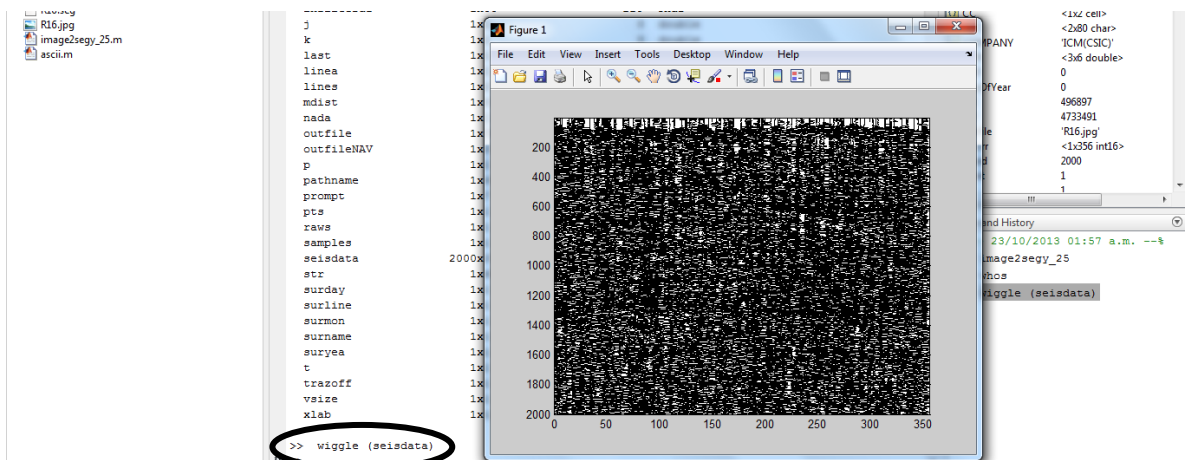 R16.jpg
image2segy_25.m
ascii.m
j
k
last
linea
lines
mdist
nada
outfile
outfileNAV
p
pathname
prompt
pts
raws
samples
seisdata 2000x
str
surday
surline
surmon
surname
suryea
t
trazoff
vsize
xlab
>> wiggle (seisdata)
Figure 1
File Edit View Insert Tools Desktop Window Help
200
400
600
800
1000
1200
1400
1600
1800
2000
0 50 100 150 200 250 300 350
<1x2 cell>
<2x80 char>
'ICM(CSIC)'
<3x6 double>
0
OfYear 0
496897
4733491
'R16.jpg'
<1x356 int16>
2000
1
1
and History
23/10/2013 01:57 a.m. --%
image2segy_25
whos
wiggle (seisdata)